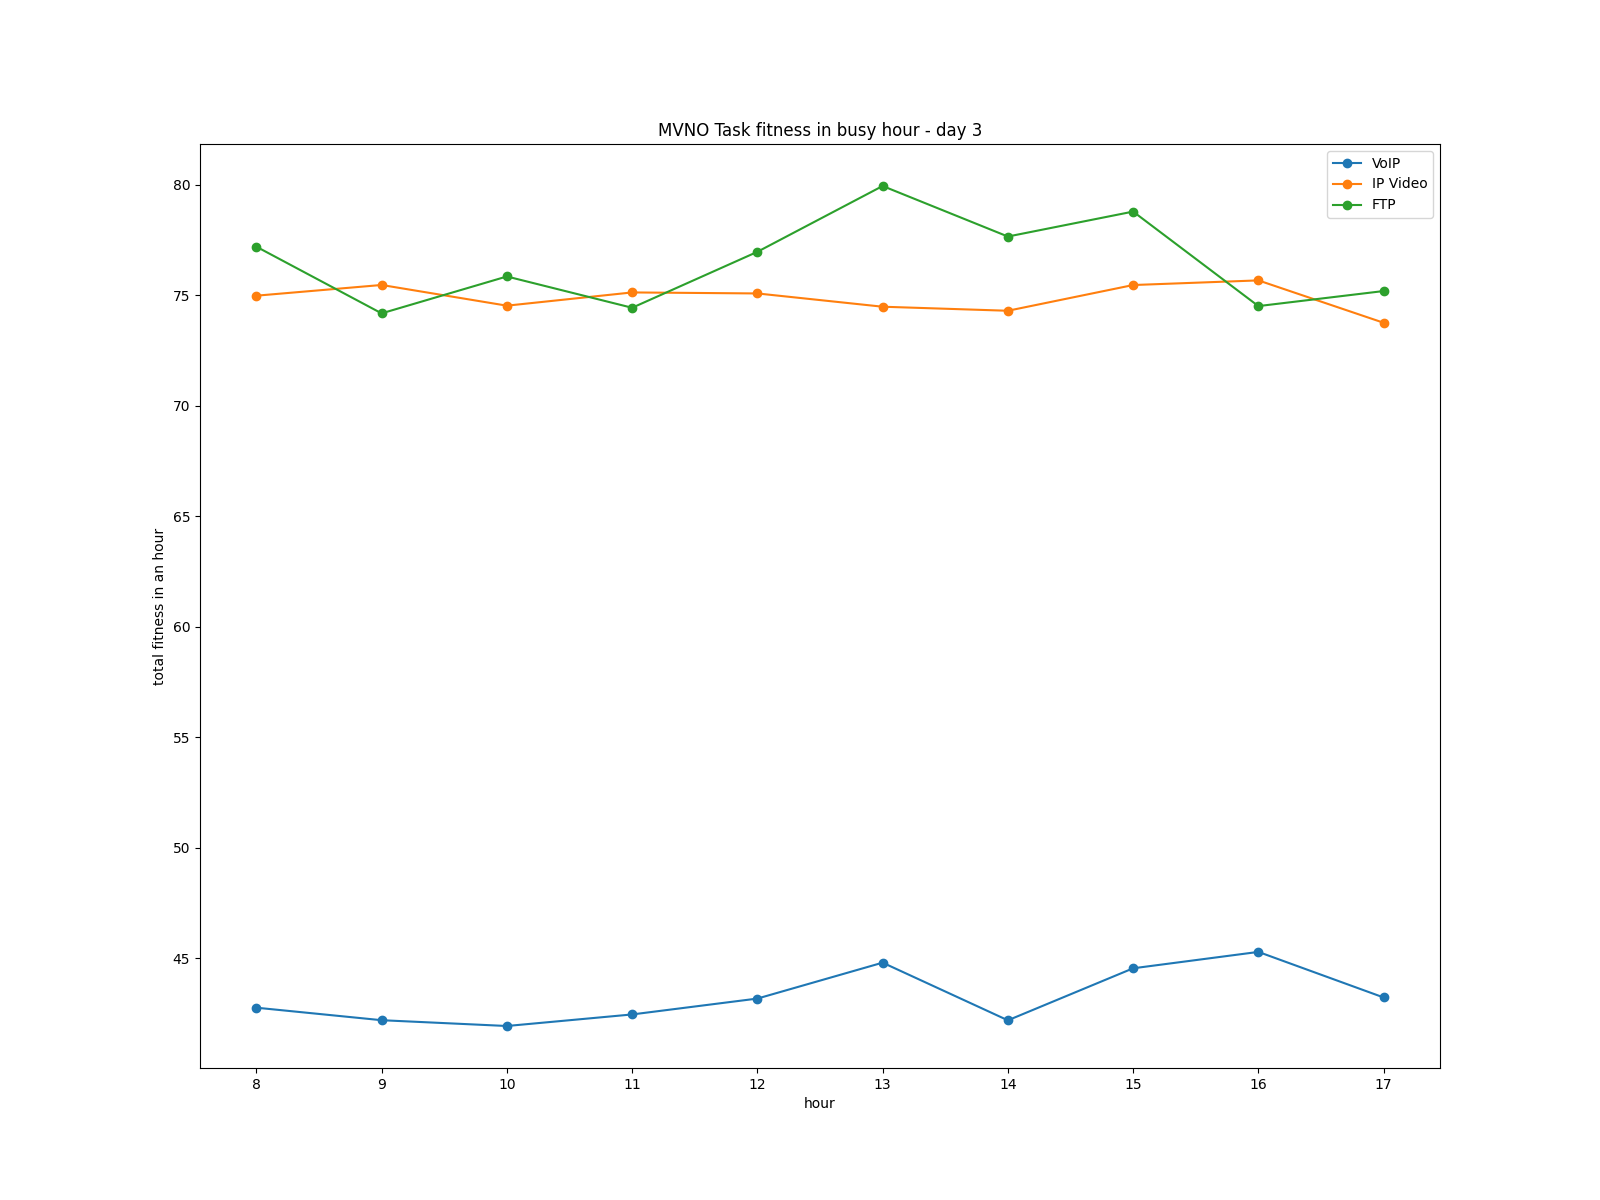 MVNO Task fitness in busy hour - day 3
VoIP
IP Video
FTP
80
75
70
65
60
55
50
45
total fitness in an hour
8 9 10 11 12 13 14 15 16 17
hour